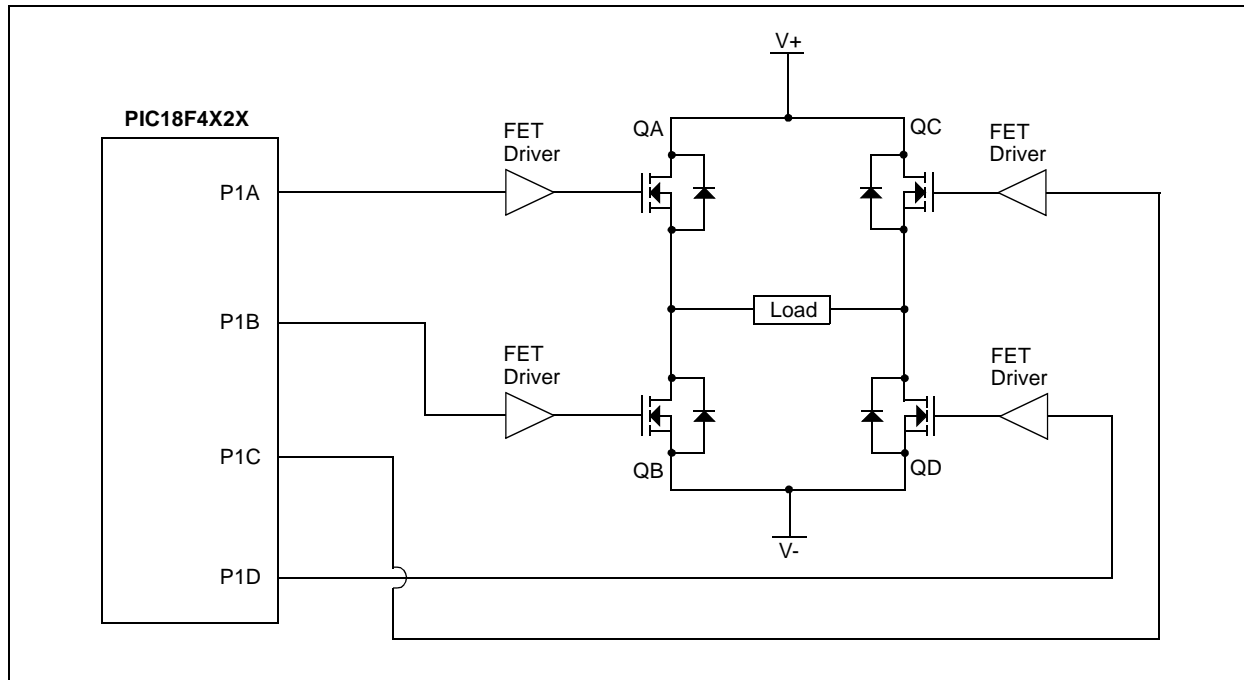 V+
PIC18F4X2X
FET
Driver
QA
QC
FET
Driver
P1A
Load
P1B
FET
Driver
FET
Driver
P1C
QB
QD
V-
P1D